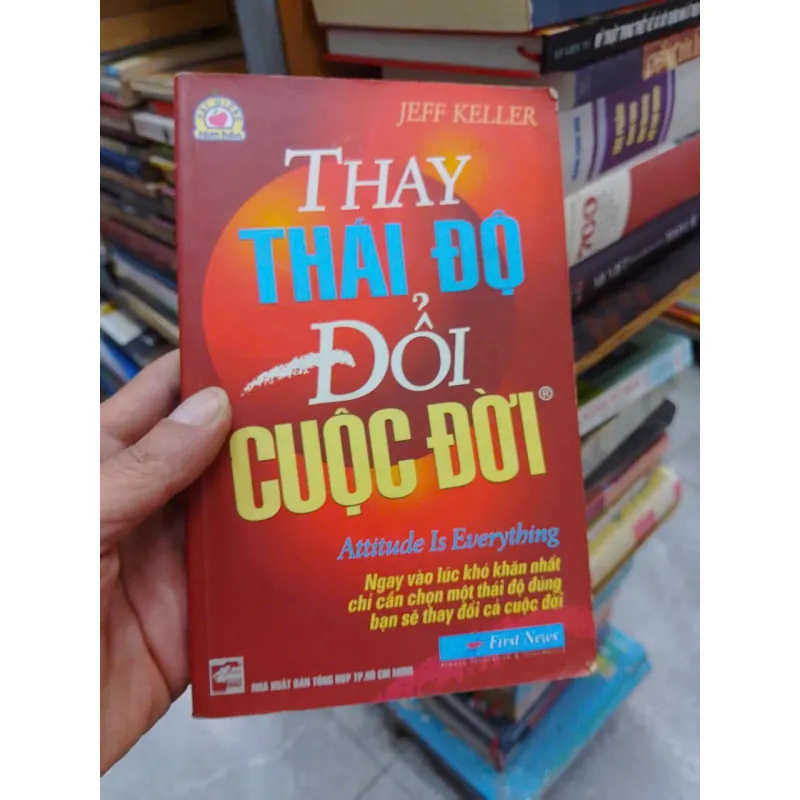 JEFF KELLER
THAY
THÁI ĐỘ
ĐỔI
CUỘC ĐỜI®
Attitude Is Everything
Ngay vào lúc khó khăn nhất
chỉ cần chọn một thái độ đúng
bạn sẽ thay đổi cả cuộc đời
First News
NHÀ XUẤT BẢN TỔNG HỢP TP.HỒ CHÍ MINH
700